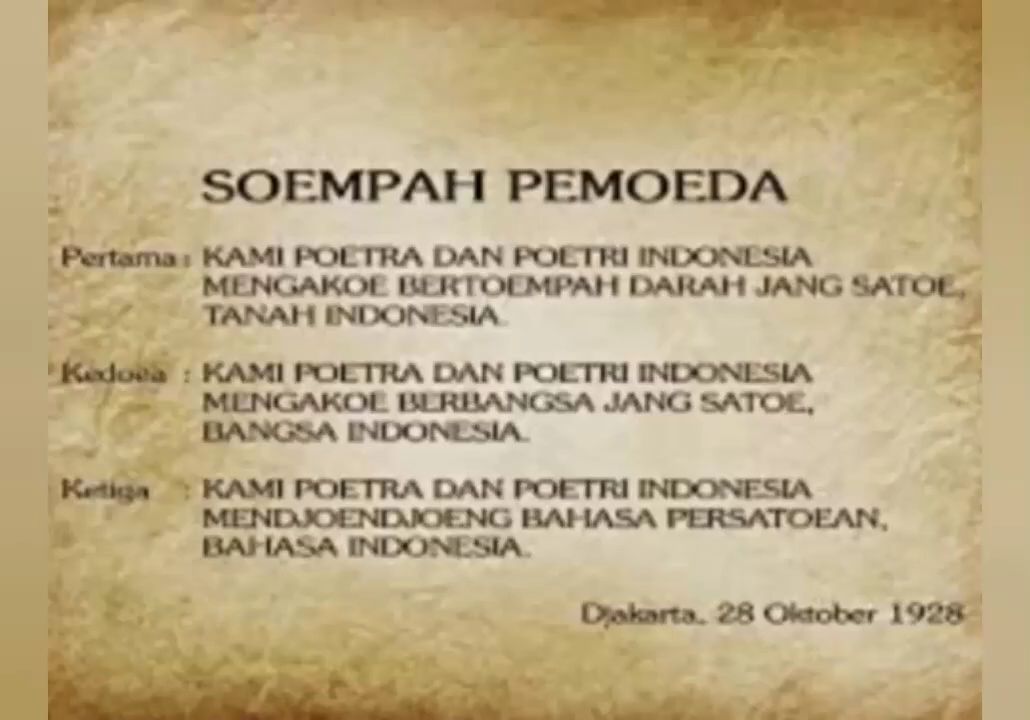 SOEMPAH PEMOEDA
Pertama : KAMI POETRA DAN POETRI INDONESIA
MENGAKOE BERTOEMPAH DARAH JANG SATOE,
TANAH INDONESIA.
Kedoea : KAMI POETRA DAN POETRI INDONESIA
MENGAKOE BERBANGSA JANG SATOE,
BANGSA INDONESIA.
Ketiga : KAMI POETRA DAN POETRI INDONESIA
MENDJOENDJOENG BAHASA PERSATOEAN,
BAHASA INDONESIA.
Djakarta, 28 Oktober 1928